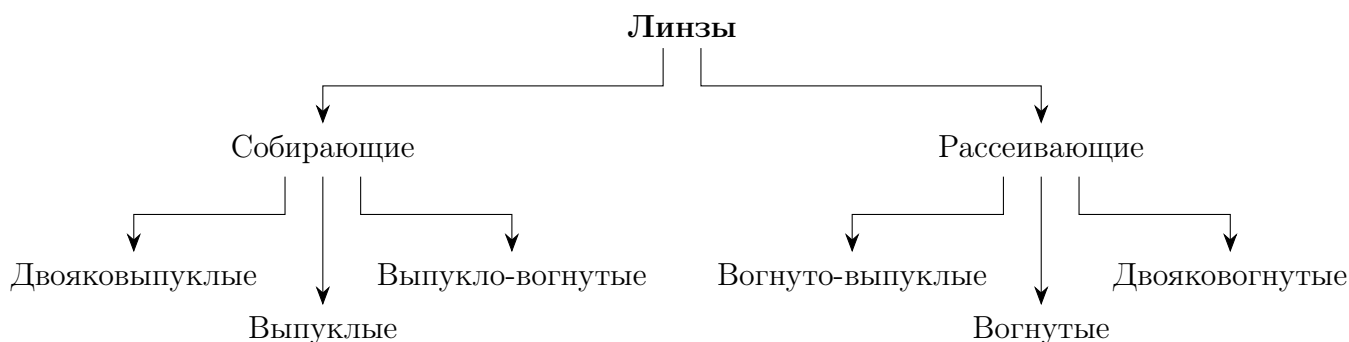 Линзы
Собирающие Рассеивающие
Двояковыпуклые Выпукло-вогнутые Вогнуто-выпуклые Двояковогнутые
Выпуклые Вогнутые